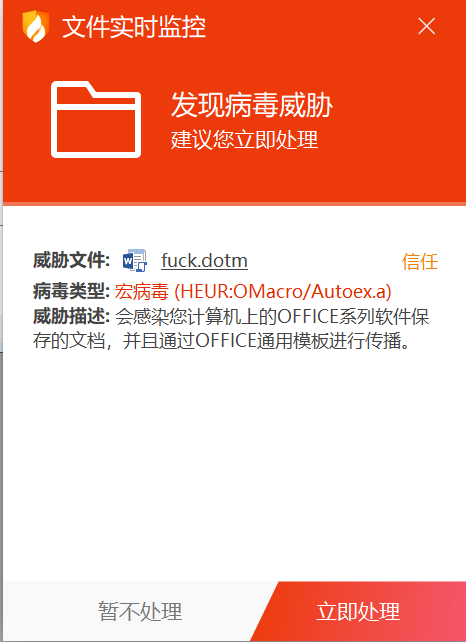 文件实时监控
发现病毒威胁
建议您立即处理
威胁文件: fuck.dotm 信任
病毒类型: 宏病毒 (HEUR:OMacro/Autoex.a)
威胁描述: 会感染您计算机上的OFFICE系列软件保
存的文档，并且通过OFFICE通用模板进行传播。
暂不处理 立即处理